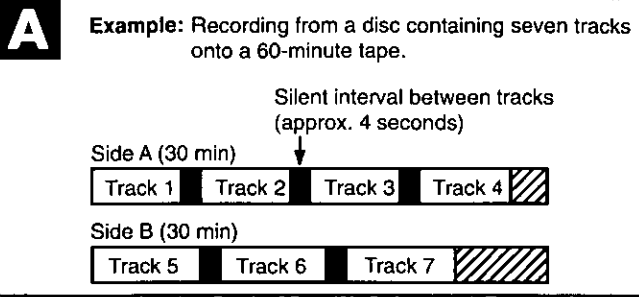 A
Example: Recording from a disc containing seven tracks
onto a 60-minute tape.
Silent interval between tracks
(approx. 4 seconds)
Side A (30 min)
Track 1 Track 2 Track 3 Track 4
Side B (30 min)
Track 5 Track 6 Track 7